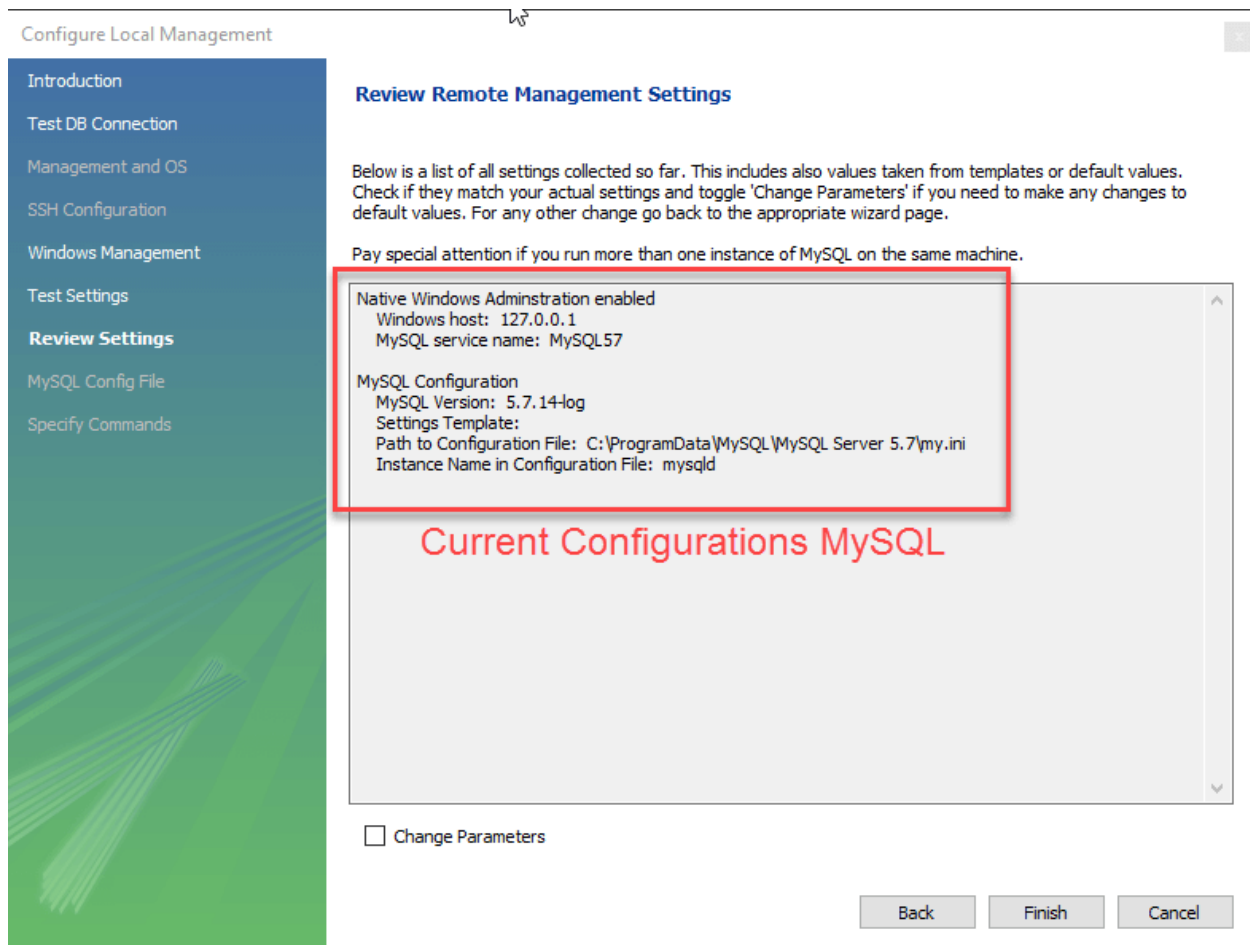 Configure Local Management
x
Introduction
Test DB Connection
Management and OS
SSH Configuration
Windows Management
Test Settings
Review Settings
MySQL Config File
Specify Commands
Review Remote Management Settings
Below is a list of all settings collected so far. This includes also values taken from templates or default values.
Check if they match your actual settings and toggle 'Change Parameters' if you need to make any changes to
default values. For any other change go back to the appropriate wizard page.
Pay special attention if you run more than one instance of MySQL on the same machine.
Native Windows Adminstration enabled
Windows host: 127.0.0.1
MySQL service name: MySQL57
MySQL Configuration
MySQL Version: 5.7.14-log
Settings Template:
Path to Configuration File: C:\ProgramData\MySQL\MySQL Server 5.7\my.ini
Instance Name in Configuration File: mysqld
Current Configurations MySQL
Change Parameters
Back
Finish
Cancel